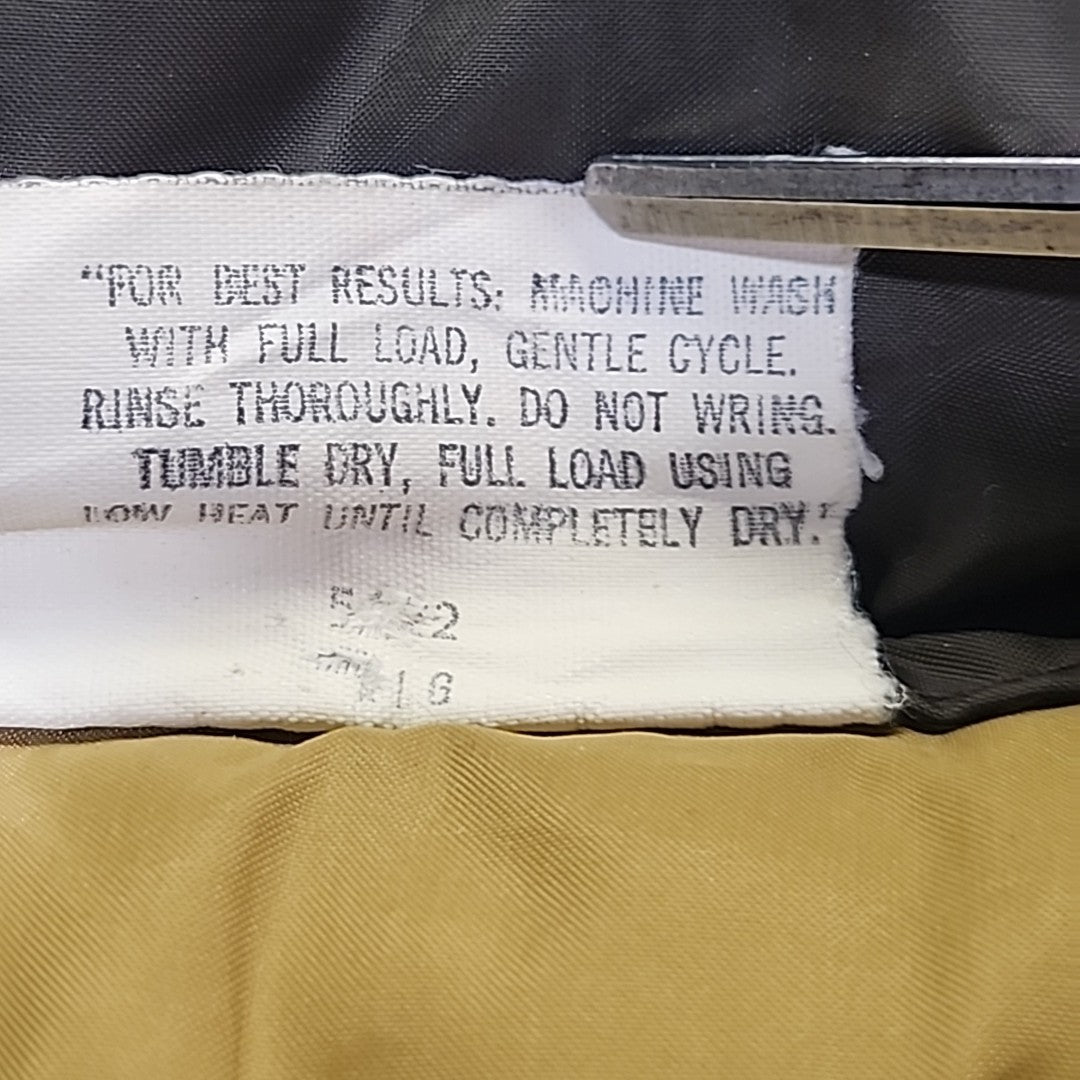 “FOR BEST RESULTS: MACHINE WASH
WITH FULL LOAD, GENTLE CYCLE.
RINSE THOROUGHLY. DO NOT WRING.
TUMBLE DRY, FULL LOAD USING
LOW HEAT UNTIL COMPLETELY DRY."